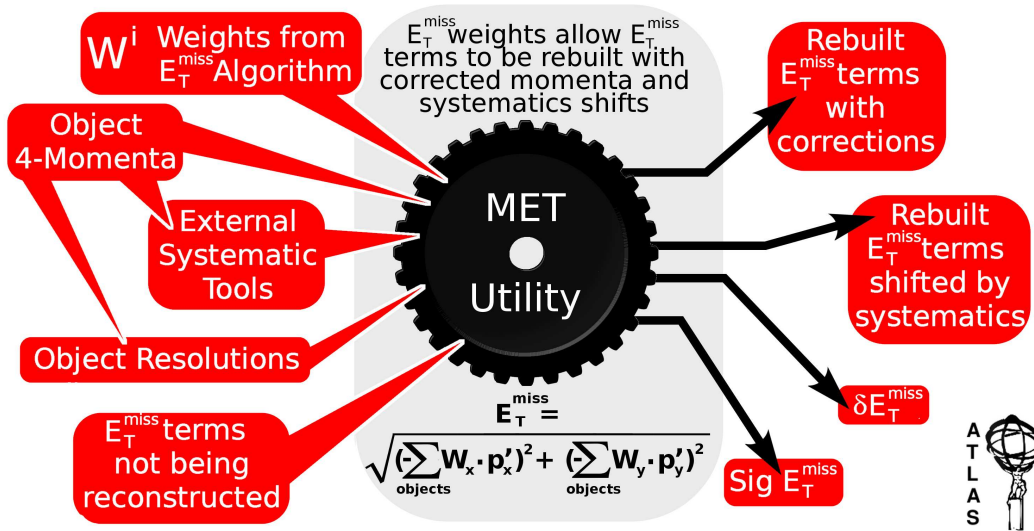 Wⁱ Weights from
E_T^miss Algorithm
Object
4-Momenta
External
Systematic
Tools
Object Resolutions
E_T^miss terms
not being
reconstructed
E_T^miss weights allow E_T^miss
terms to be rebuilt with
corrected momenta and
systematics shifts
MET
Utility
E_T^miss =
√((-∑_objects W_x · p'_x)² + (-∑_objects W_y · p'_y)²)
Rebuilt
E_T^miss terms
with
corrections
Rebuilt
E_T^miss terms
shifted by
systematics
δE_T^miss
Sig E_T^miss
ATLAS